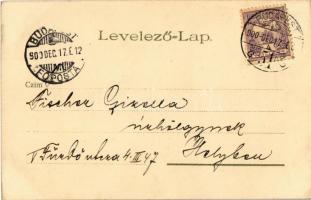 Levelező-Lap.
BUDAPEST
900 DEC. 17. E. 12
FŐPOSTA
Czim:
Fischer Gizella
úrhölgynek
Helyben
Fürdő utcza 4. III. 47